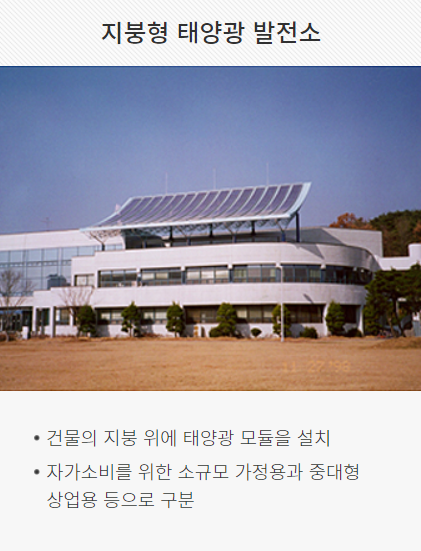 지붕형 태양광 발전소
• 건물의 지붕 위에 태양광 모듈을 설치
• 자가소비를 위한 소규모 가정용과 중대형
상업용 등으로 구분